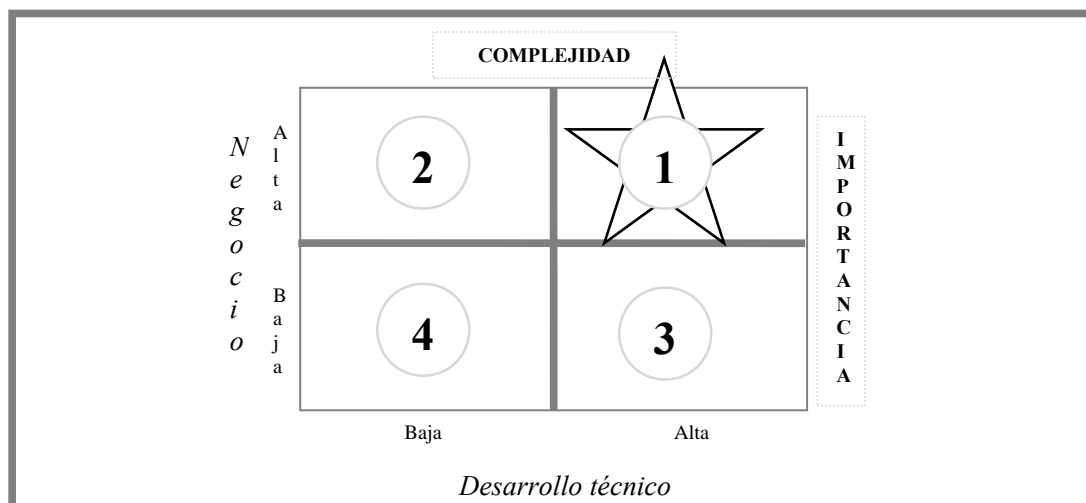 COMPLEJIDAD
Negocio
Alta
2
1
IMPORTANCIA
Baja
4
3
Baja
Alta
Desarrollo técnico